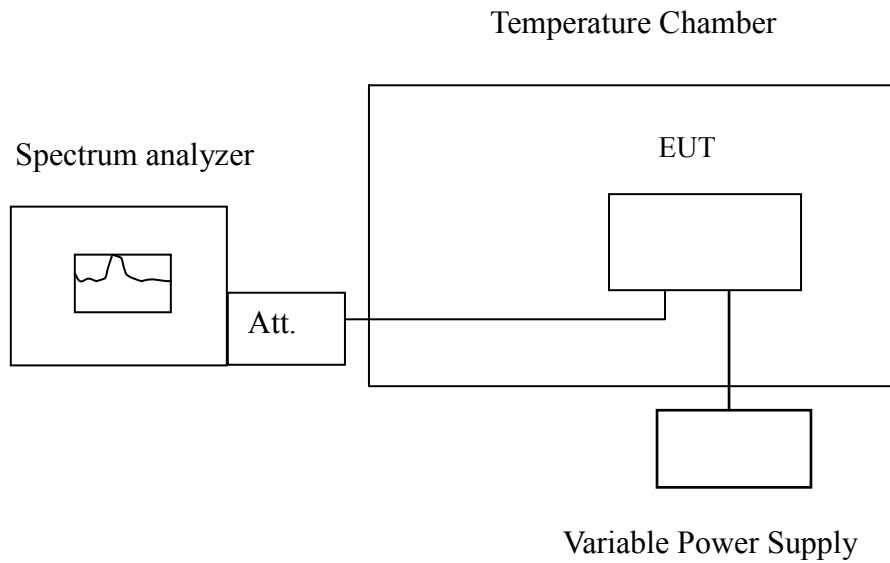 Temperature Chamber
Spectrum analyzer
EUT
Att.
Variable Power Supply